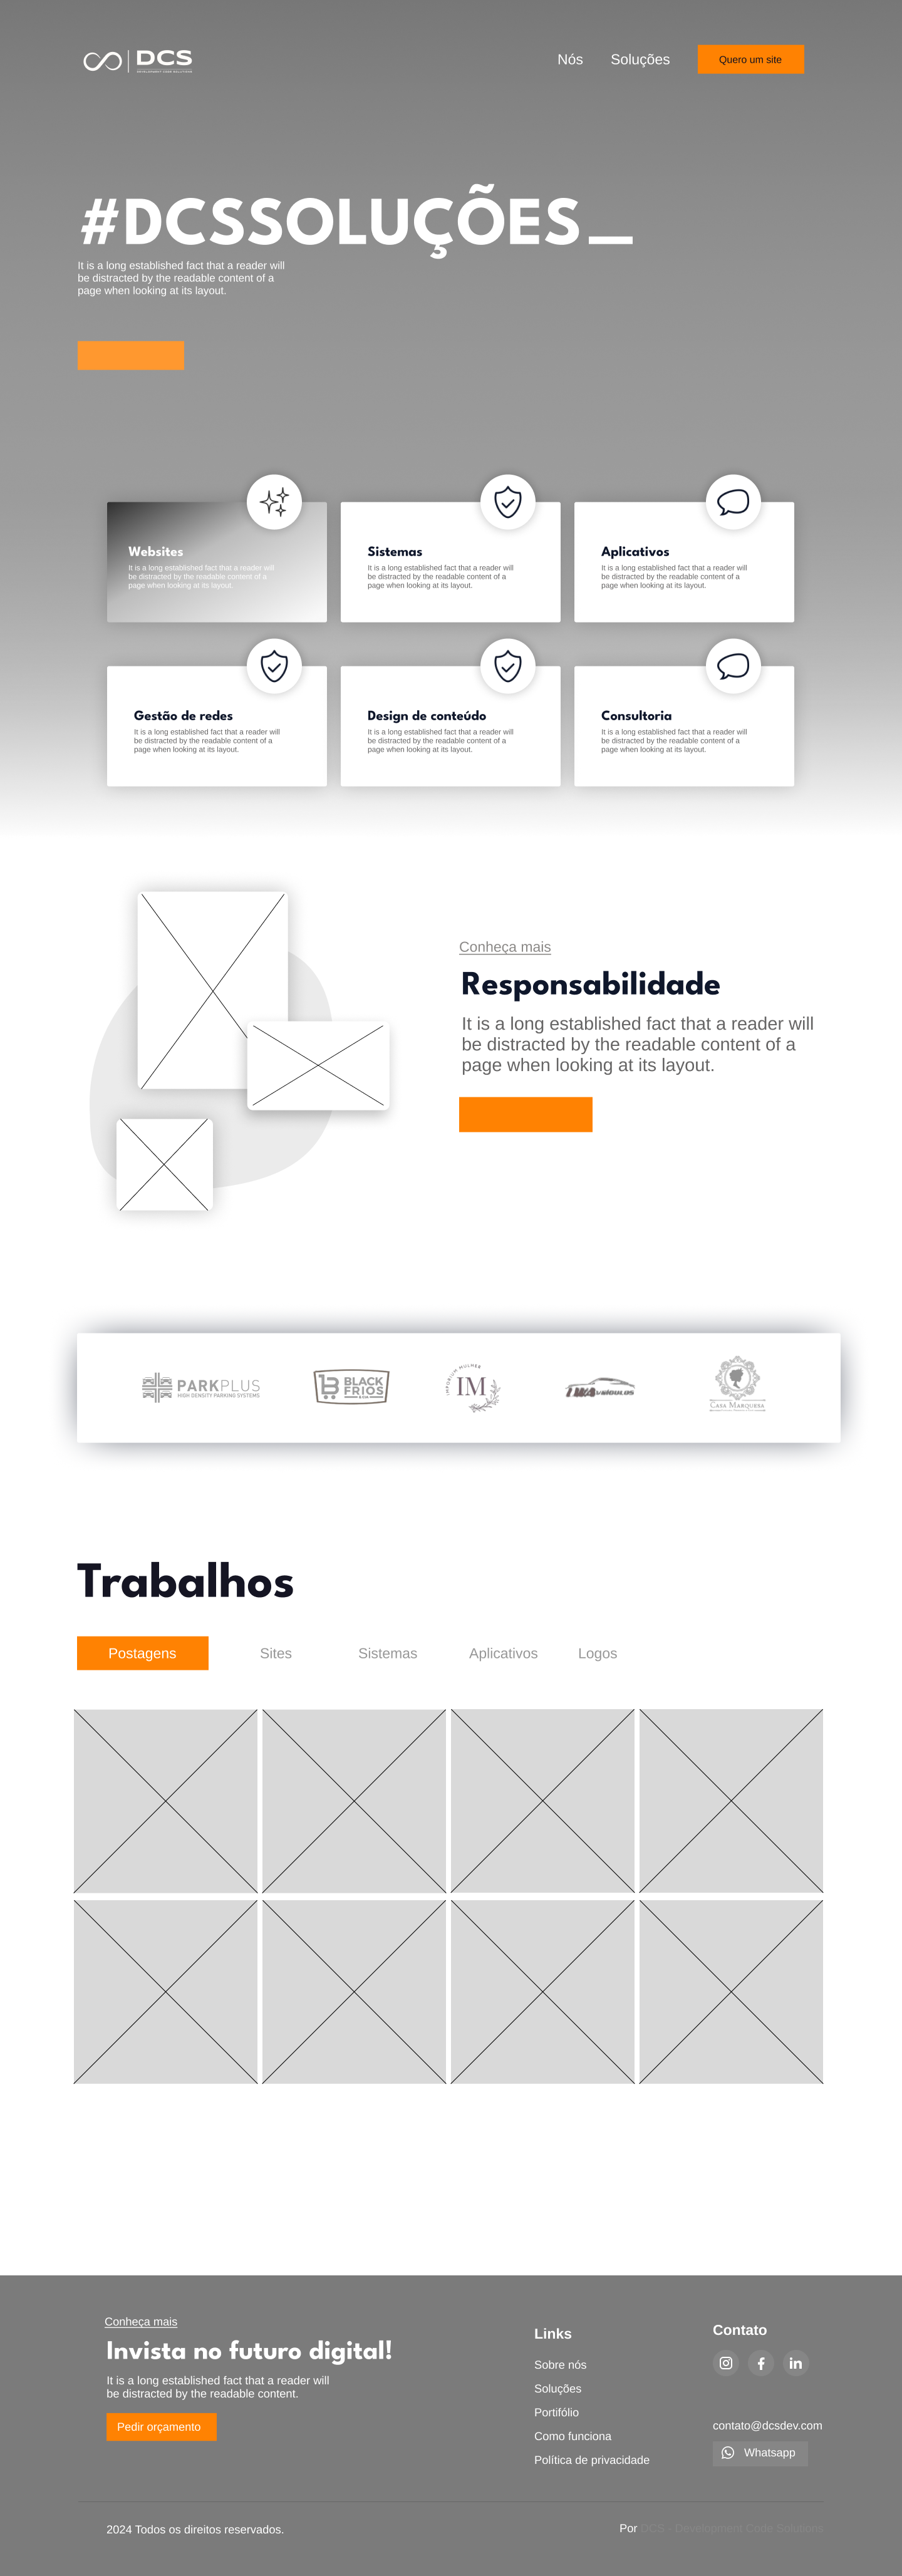 DCS
DEVELOPMENT CODE SOLUTIONS
Nós
Soluções
Quero um site
#DCSSOLUÇÕES_
It is a long established fact that a reader will
be distracted by the readable content of a
page when looking at its layout.
Websites
It is a long established fact that a reader will
be distracted by the readable content of a
page when looking at its layout.
Sistemas
It is a long established fact that a reader will
be distracted by the readable content of a
page when looking at its layout.
Aplicativos
It is a long established fact that a reader will
be distracted by the readable content of a
page when looking at its layout.
Gestão de redes
It is a long established fact that a reader will
be distracted by the readable content of a
page when looking at its layout.
Design de conteúdo
It is a long established fact that a reader will
be distracted by the readable content of a
page when looking at its layout.
Consultoria
It is a long established fact that a reader will
be distracted by the readable content of a
page when looking at its layout.
Conheça mais
Responsabilidade
It is a long established fact that a reader will
be distracted by the readable content of a
page when looking at its layout.
PARKPLUS
HIGH DENSITY PARKING SYSTEMS
BLACK
FRIOS
IMPORIUM MULHER
IM
veículos
CASA MARQUESA
Trabalhos
Postagens
Sites
Sistemas
Aplicativos
Logos
Conheça mais
Invista no futuro digital!
It is a long established fact that a reader will
be distracted by the readable content.
Pedir orçamento
Links
Sobre nós
Soluções
Portifólio
Como funciona
Política de privacidade
Contato
contato@dcsdev.com
Whatsapp
2024 Todos os direitos reservados.
Por DCS - Development Code Solutions